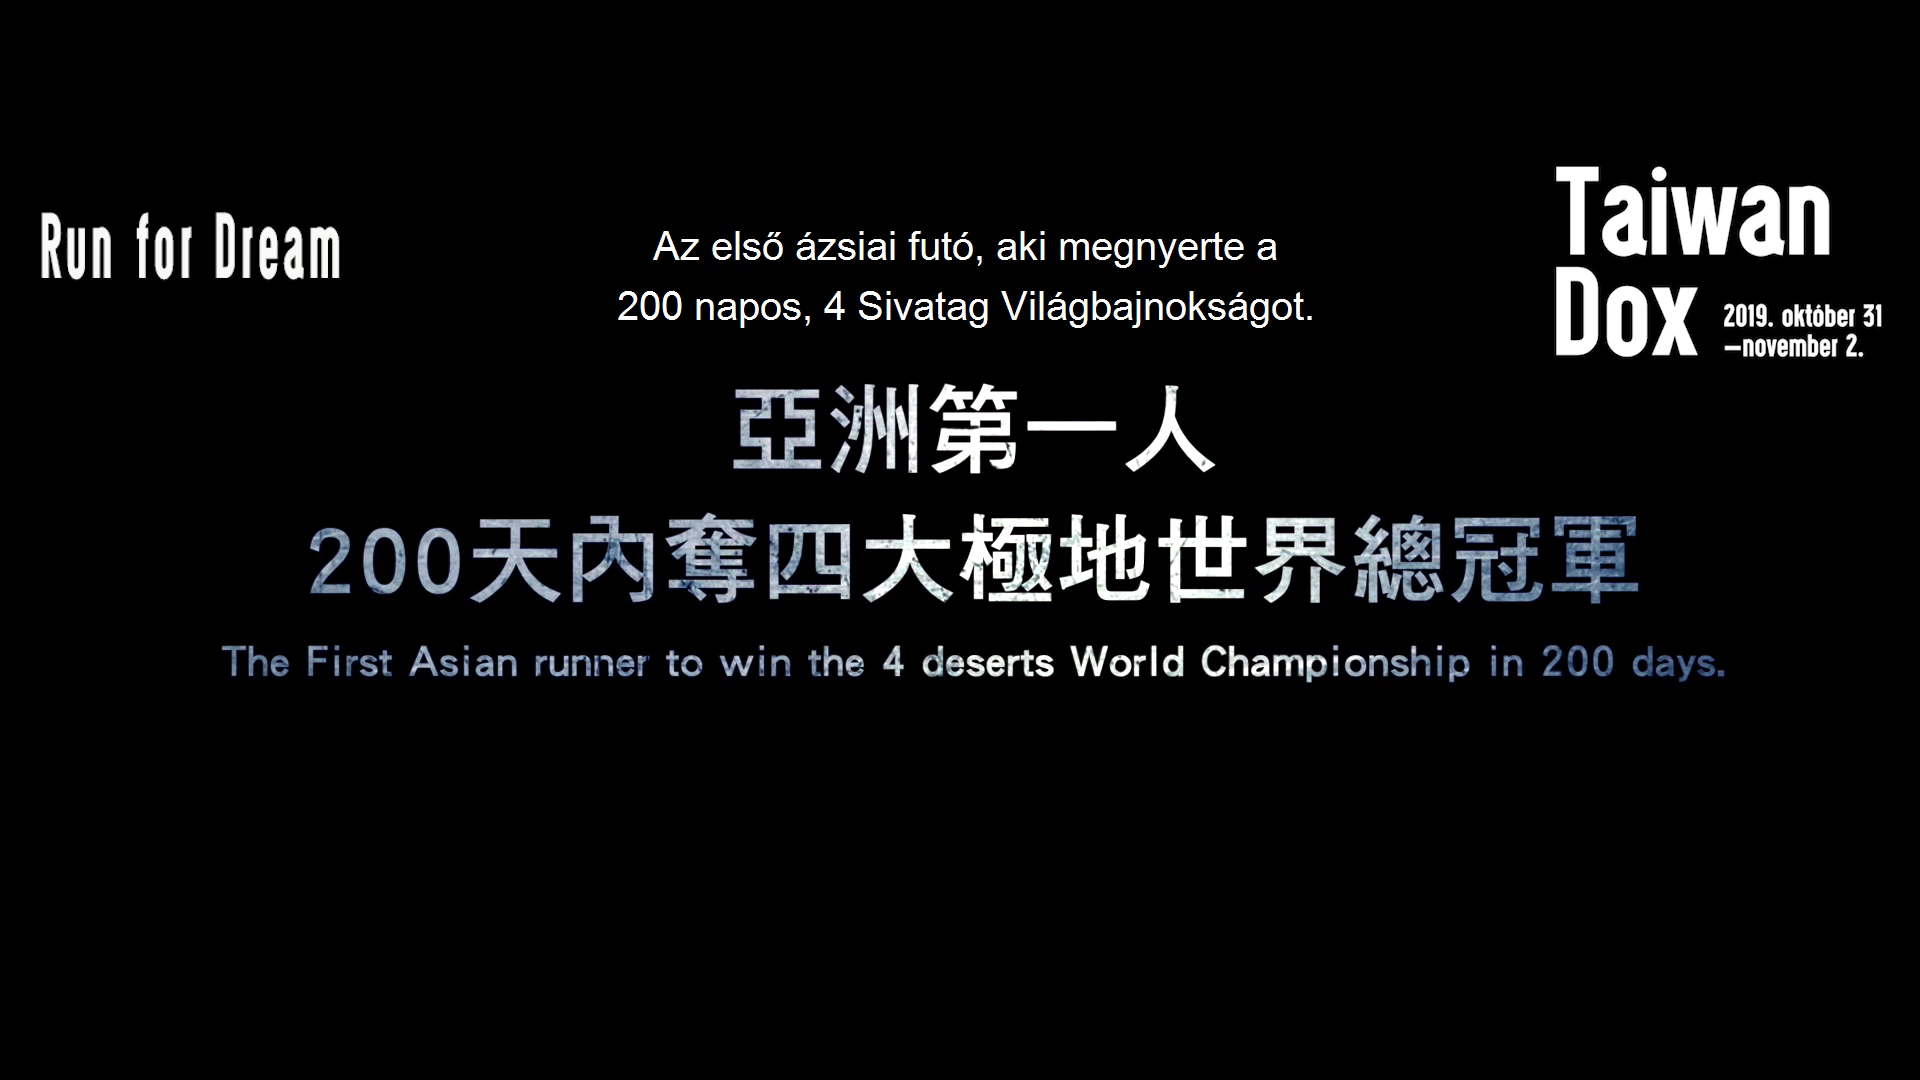 Run for Dream
Az első ázsiai futó, aki megnyerte a
200 napos, 4 Sivatag Világbajnokságot.
Taiwan
Dox
2019. október 31
–november 2.
亞洲第一人
200天內奪四大極地世界總冠軍
The First Asian runner to win the 4 deserts World Championship in 200 days.